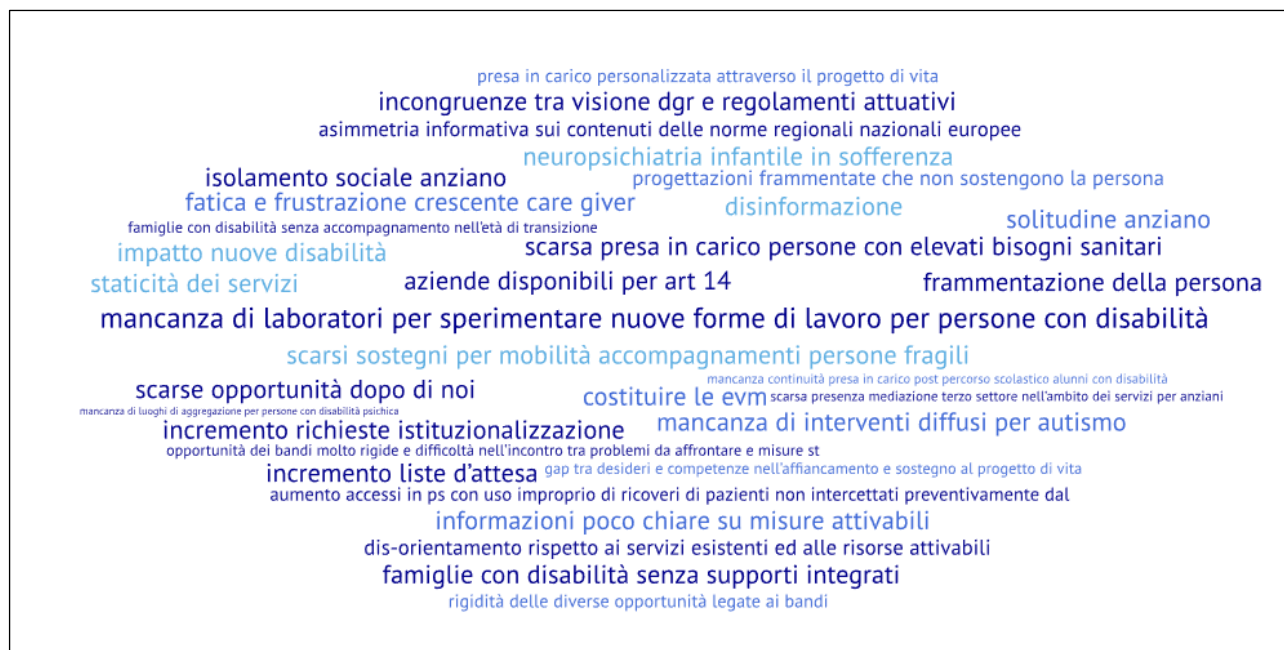 presa in carico personalizzata attraverso il progetto di vita
incongruenze tra visione dgr e regolamenti attuativi
asimmetria informativa sui contenuti delle norme regionali nazionali europee
neuropsichiatria infantile in sofferenza
isolamento sociale anziano
progettazioni frammentate che non sostengono la persona
fatica e frustrazione crescente care giver
disinformazione
solitudine anziano
famiglie con disabilità senza accompagnamento nell'età di transizione
impatto nuove disabilità
scarsa presa in carico persone con elevati bisogni sanitari
staticità dei servizi
aziende disponibili per art 14
frammentazione della persona
mancanza di laboratori per sperimentare nuove forme di lavoro per persone con disabilità
scarsi sostegni per mobilità accompagnamenti persone fragili
mancanza continuità presa in carico post percorso scolastico alunni con disabilità
scarse opportunità dopo di noi
costituire le evm
scarsa presenza mediazione terzo settore nell'ambito dei servizi per anziani
mancanza di luoghi di aggregazione per persone con disabilità psichica
incremento richieste istituzionalizzazione
mancanza di interventi diffusi per autismo
opportunità dei bandi molto rigide e difficoltà nell'incontro tra problemi da affrontare e misure st
incremento liste d'attesa
gap tra desideri e competenze nell'affiancamento e sostegno al progetto di vita
aumento accessi in ps con uso improprio di ricoveri di pazienti non intercettati preventivamente dal
informazioni poco chiare su misure attivabili
dis-orientamento rispetto ai servizi esistenti ed alle risorse attivabili
famiglie con disabilità senza supporti integrati
rigidità delle diverse opportunità legate ai bandi